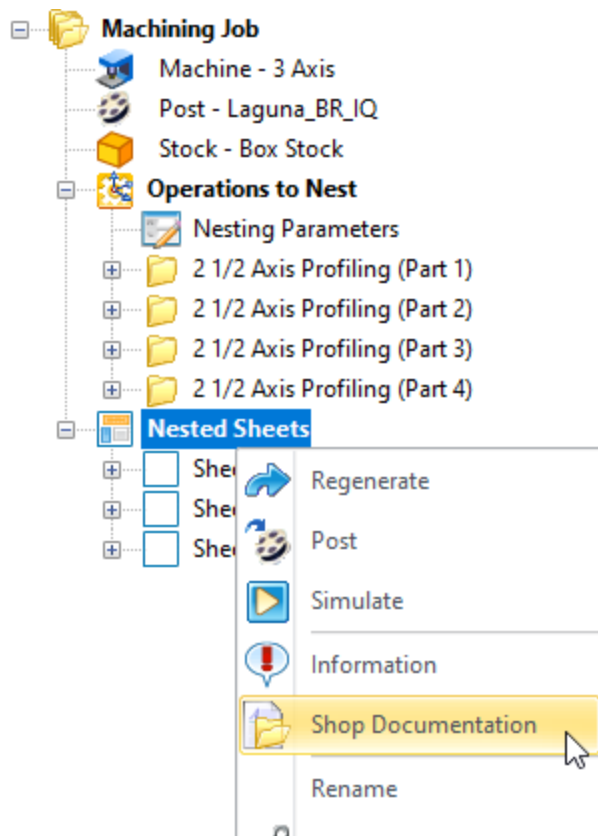 Machining Job
Machine - 3 Axis
Post - Laguna_BR_IQ
Stock - Box Stock
Operations to Nest
Nesting Parameters
2 1/2 Axis Profiling (Part 1)
2 1/2 Axis Profiling (Part 2)
2 1/2 Axis Profiling (Part 3)
2 1/2 Axis Profiling (Part 4)
Nested Sheets
Regenerate
Post
Simulate
Information
Shop Documentation
Rename